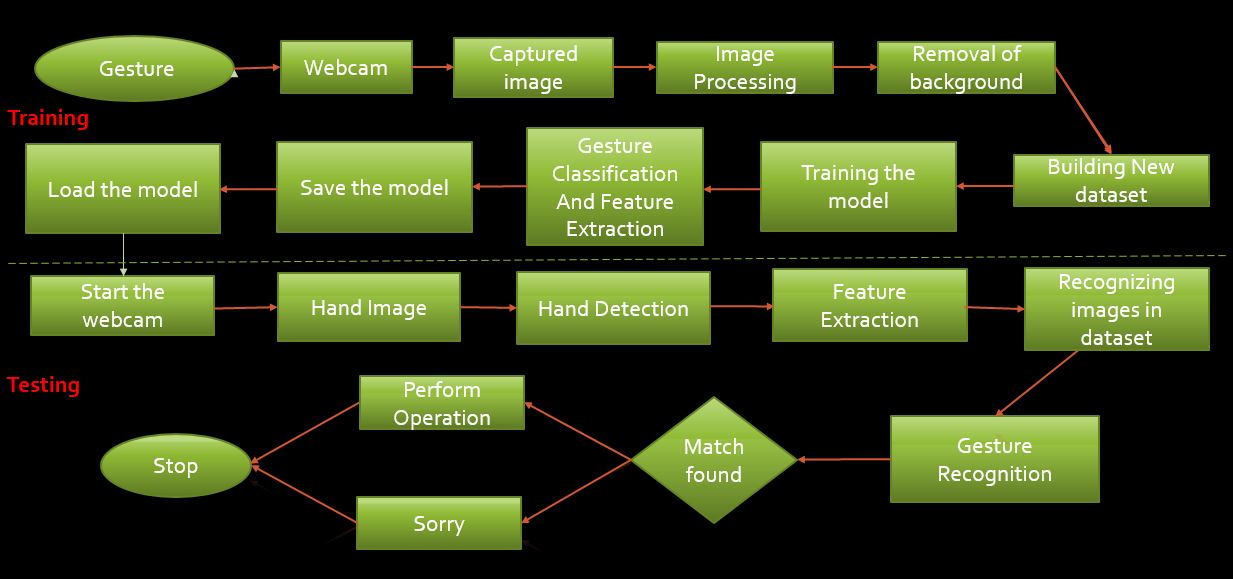 Gesture
Webcam
Captured
image
Image
Processing
Removal of
background
Training
Load the model
Save the model
Gesture
Classification
And Feature
Extraction
Training the
model
Building New
dataset
Start the
webcam
Hand Image
Hand Detection
Feature
Extraction
Recognizing
images in
dataset
Testing
Perform
Operation
Stop
Match
found
Gesture
Recognition
Sorry